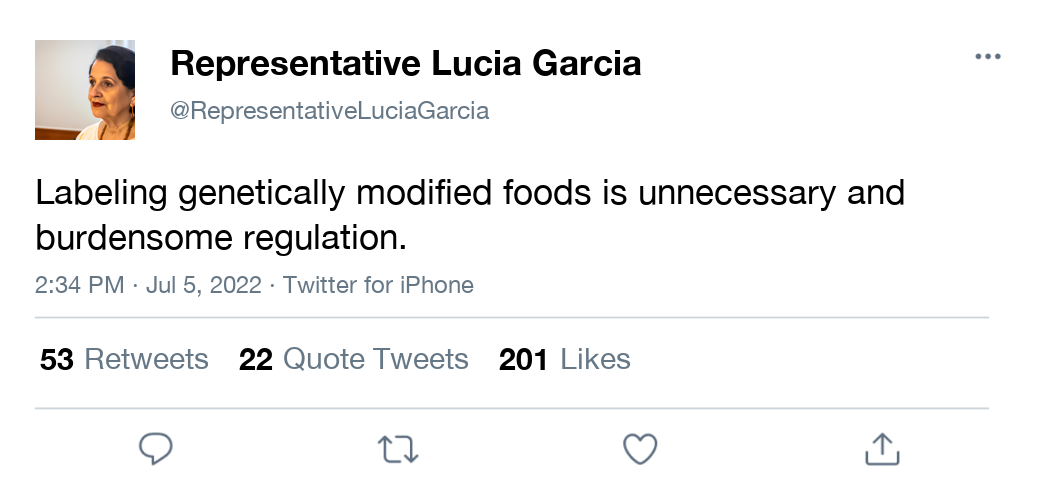 Representative Lucia Garcia
@RepresentativeLuciaGarcia
Labeling genetically modified foods is unnecessary and
burdensome regulation.
2:34 PM · Jul 5, 2022 · Twitter for iPhone
53 Retweets 22 Quote Tweets 201 Likes